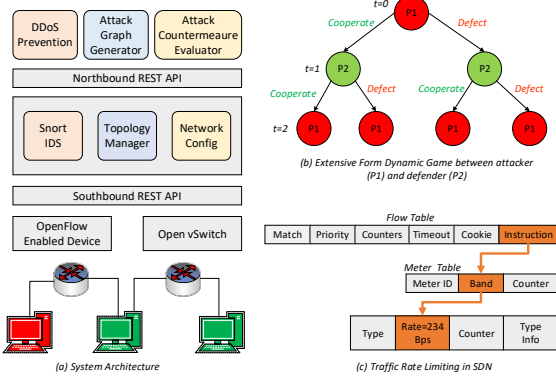 DDoS
Prevention
Attack
Graph
Generator
Attack
Countermeaure
Evaluator
Northbound REST API
Snort
IDS
Topology
Manager
Network
Config
Southbound REST API
OpenFlow
Enabled Device
Open vSwitch
(a) System Architecture
t=0
P1
Cooperate
Defect
t=1
P2
P2
Cooperate
Defect
Cooperate
Defect
t=2
P1
P1
P1
P1
(b) Extensive Form Dynamic Game between attacker
(P1) and defender (P2)
Flow Table
Match Priority Counters Timeout Cookie Instruction
Meter Table
Meter ID Band Counter
Type
Rate=234
Bps
Counter
Type
Info
(c) Traffic Rate Limiting in SDN